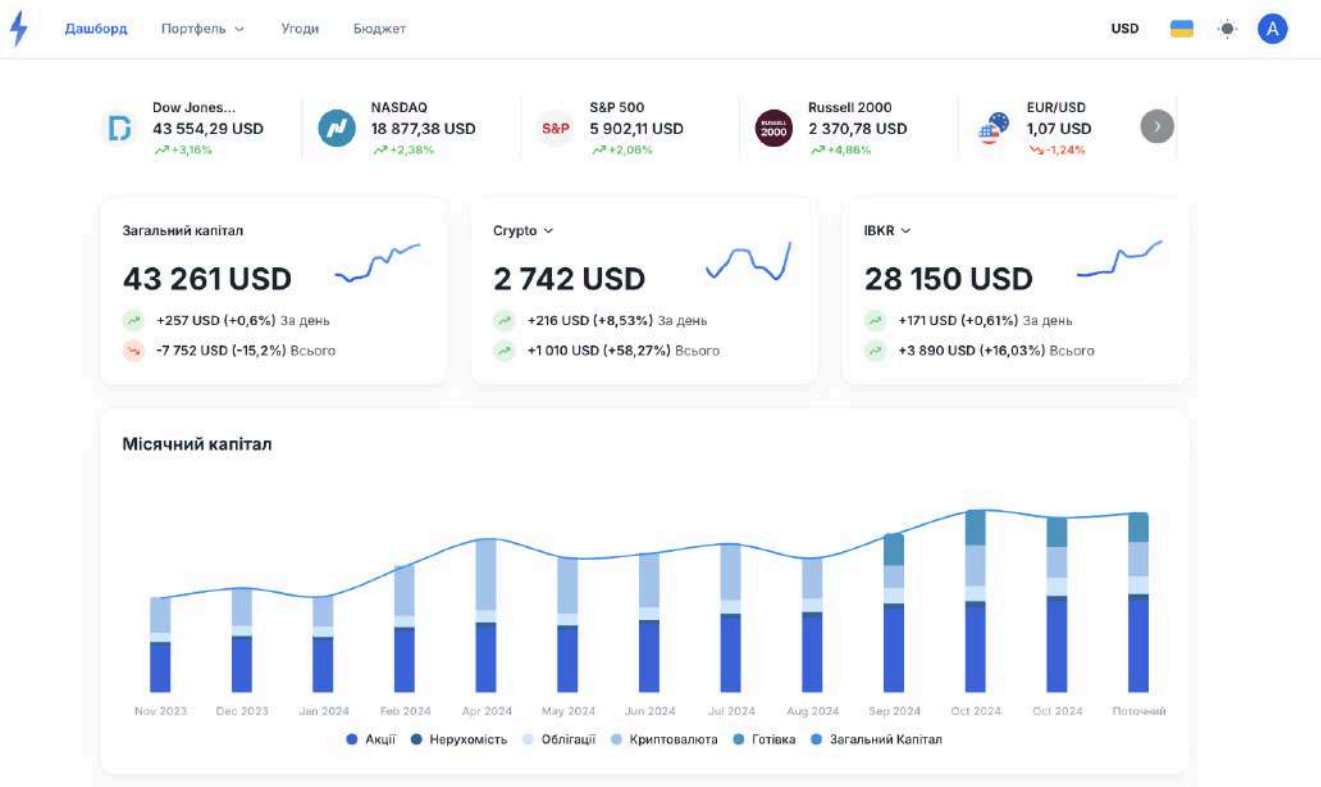 Дашборд Портфель Угоди Бюджет USD A
Dow Jones...
43 554,29 USD
+3,16%
NASDAQ
18 877,38 USD
+2,38%
S&P
S&P 500
5 902,11 USD
+2,06%
RUSSELL
2000
Russell 2000
2 370,78 USD
+4,86%
EUR/USD
1,07 USD
-1,24%
Загальний капітал
43 261 USD
+257 USD (+0,6%) За день
-7 752 USD (-15,2%) Всього
Crypto
2 742 USD
+216 USD (+8,53%) За день
+1 010 USD (+58,27%) Всього
IBKR
28 150 USD
+171 USD (+0,61%) За день
+3 890 USD (+16,03%) Всього
Місячний капітал
Nov 2023 Dec 2023 Jan 2024 Feb 2024 Apr 2024 May 2024 Jun 2024 Jul 2024 Aug 2024 Sep 2024 Oct 2024 Oct 2024 Поточний
Акції Нерухомість Облігації Криптовалюта Готівка Загальний Капітал